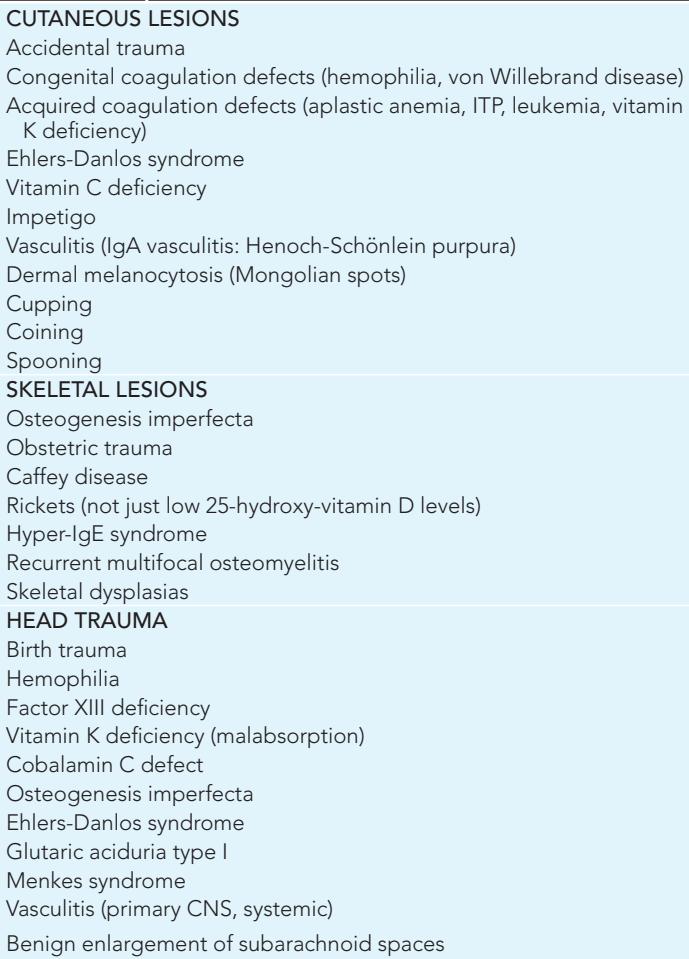 CUTANEOUS LESIONS
Accidental trauma
Congenital coagulation defects (hemophilia, von Willebrand disease)
Acquired coagulation defects (aplastic anemia, ITP, leukemia, vitamin
K deficiency)
Ehlers-Danlos syndrome
Vitamin C deficiency
Impetigo
Vasculitis (IgA vasculitis: Henoch-Schönlein purpura)
Dermal melanocytosis (Mongolian spots)
Cupping
Coining
Spooning
SKELETAL LESIONS
Osteogenesis imperfecta
Obstetric trauma
Caffey disease
Rickets (not just low 25-hydroxy-vitamin D levels)
Hyper-IgE syndrome
Recurrent multifocal osteomyelitis
Skeletal dysplasias
HEAD TRAUMA
Birth trauma
Hemophilia
Factor XIII deficiency
Vitamin K deficiency (malabsorption)
Cobalamin C defect
Osteogenesis imperfecta
Ehlers-Danlos syndrome
Glutaric aciduria type I
Menkes syndrome
Vasculitis (primary CNS, systemic)
Benign enlargement of subarachnoid spaces